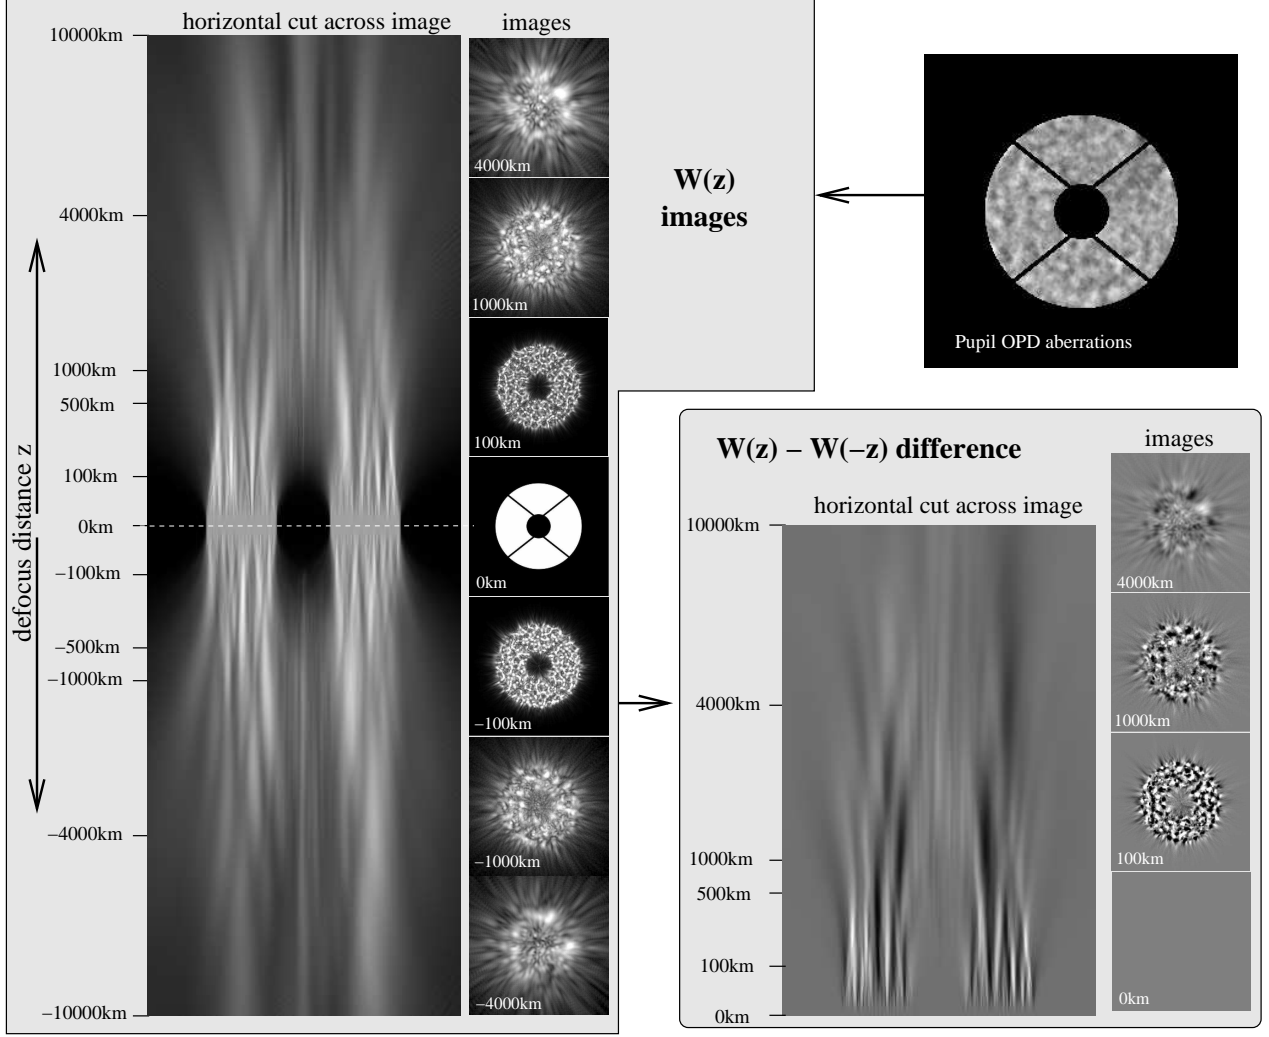 horizontal cut across image
images
10000km
4000km
1000km
500km
100km
0km
−100km
−500km
−1000km
−4000km
−10000km
defocus distance z
4000km
1000km
100km
0km
−100km
−1000km
−4000km
W(z)
images
Pupil OPD aberrations
W(z) − W(−z) difference
images
horizontal cut across image
10000km
4000km
1000km
500km
100km
0km
4000km
1000km
100km
0km